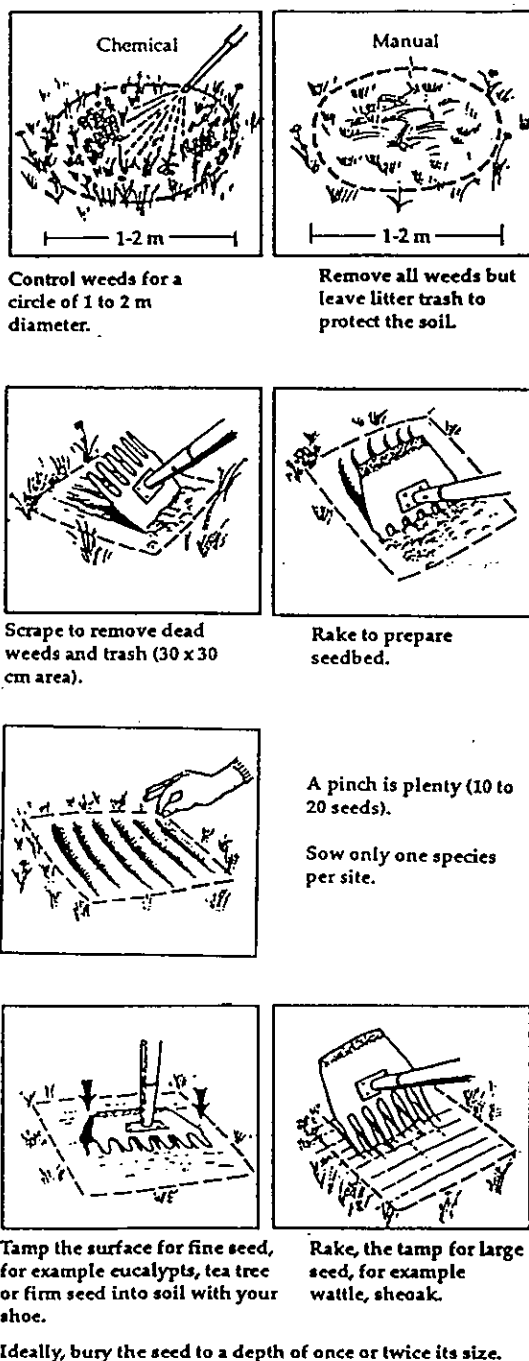 Chemical
Manual
1-2 m
1-2 m
Control weeds for a
circle of 1 to 2 m
diameter.
Remove all weeds but
leave litter trash to
protect the soil.
Scrape to remove dead
weeds and trash (30 x 30
cm area).
Rake to prepare
seedbed.
A pinch is plenty (10 to
20 seeds).
Sow only one species
per site.
Tamp the surface for fine seed,
for example eucalypts, tea tree
or firm seed into soil with your
shoe.
Rake, the tamp for large
seed, for example
wattle, sheoak.
Ideally, bury the seed to a depth of once or twice its size.